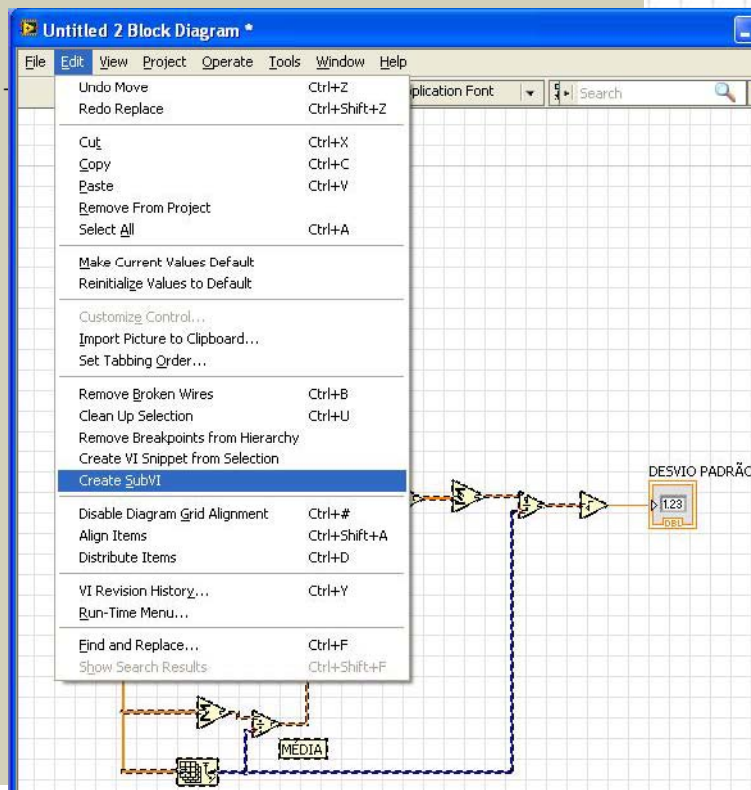 Untitled 2 Block Diagram *
File Edit View Project Operate Tools Window Help
plication Font Search
Undo Move Ctrl+Z
Redo Replace Ctrl+Shift+Z
Cut Ctrl+X
Copy Ctrl+C
Paste Ctrl+V
Remove From Project
Select All Ctrl+A
Make Current Values Default
Reinitialize Values to Default
Customize Control...
Import Picture to Clipboard...
Set Tabbing Order...
Remove Broken Wires Ctrl+B
Clean Up Selection Ctrl+U
Remove Breakpoints from Hierarchy
Create VI Snippet from Selection
Create SubVI
Disable Diagram Grid Alignment Ctrl+#
Align Items Ctrl+Shift+A
Distribute Items Ctrl+D
VI Revision History... Ctrl+Y
Run-Time Menu...
Find and Replace... Ctrl+F
Show Search Results Ctrl+Shift+F
DESVIO PADRÃO
1.23
DBL
MÉDIA